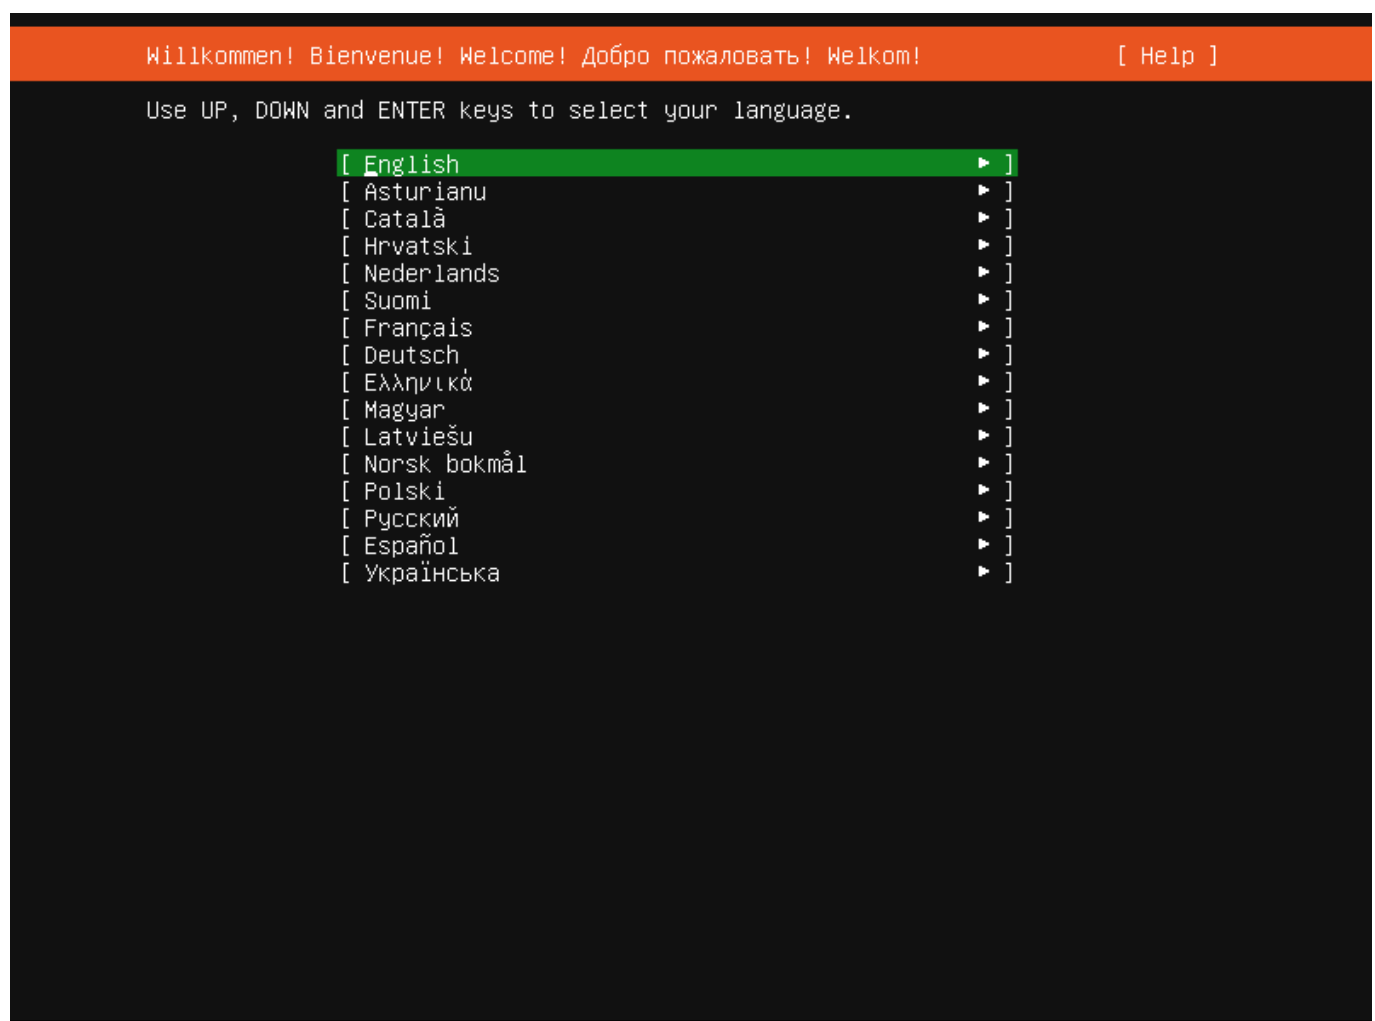 Willkommen! Bienvenue! Welcome! Добро пожаловать! Welkom! [ Help ]
Use UP, DOWN and ENTER keys to select your language.
[ English ► ]
[ Asturianu ► ]
[ Català ► ]
[ Hrvatski ► ]
[ Nederlands ► ]
[ Suomi ► ]
[ Français ► ]
[ Deutsch ► ]
[ Ελληνικά ► ]
[ Magyar ► ]
[ Latviešu ► ]
[ Norsk bokmål ► ]
[ Polski ► ]
[ Русский ► ]
[ Español ► ]
[ Українська ► ]